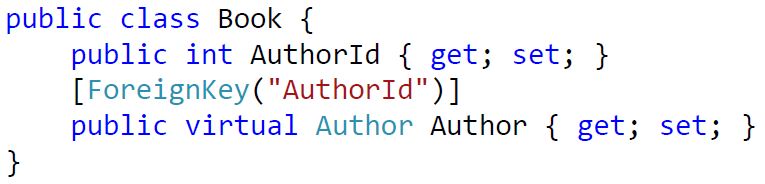 public class Book {
    public int AuthorId { get; set; }
    [ForeignKey("AuthorId")]
    public virtual Author Author { get; set; }
}